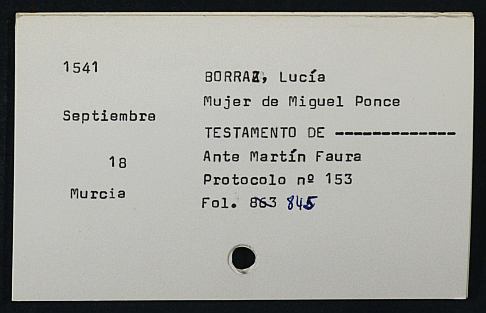 1541
Septiembre
18
Murcia
BORRAZ, Lucía
Mujer de Miguel Ponce
TESTAMENTO DE -------------
Ante Martín Faura
Protocolo nº 153
Fol. 863 845